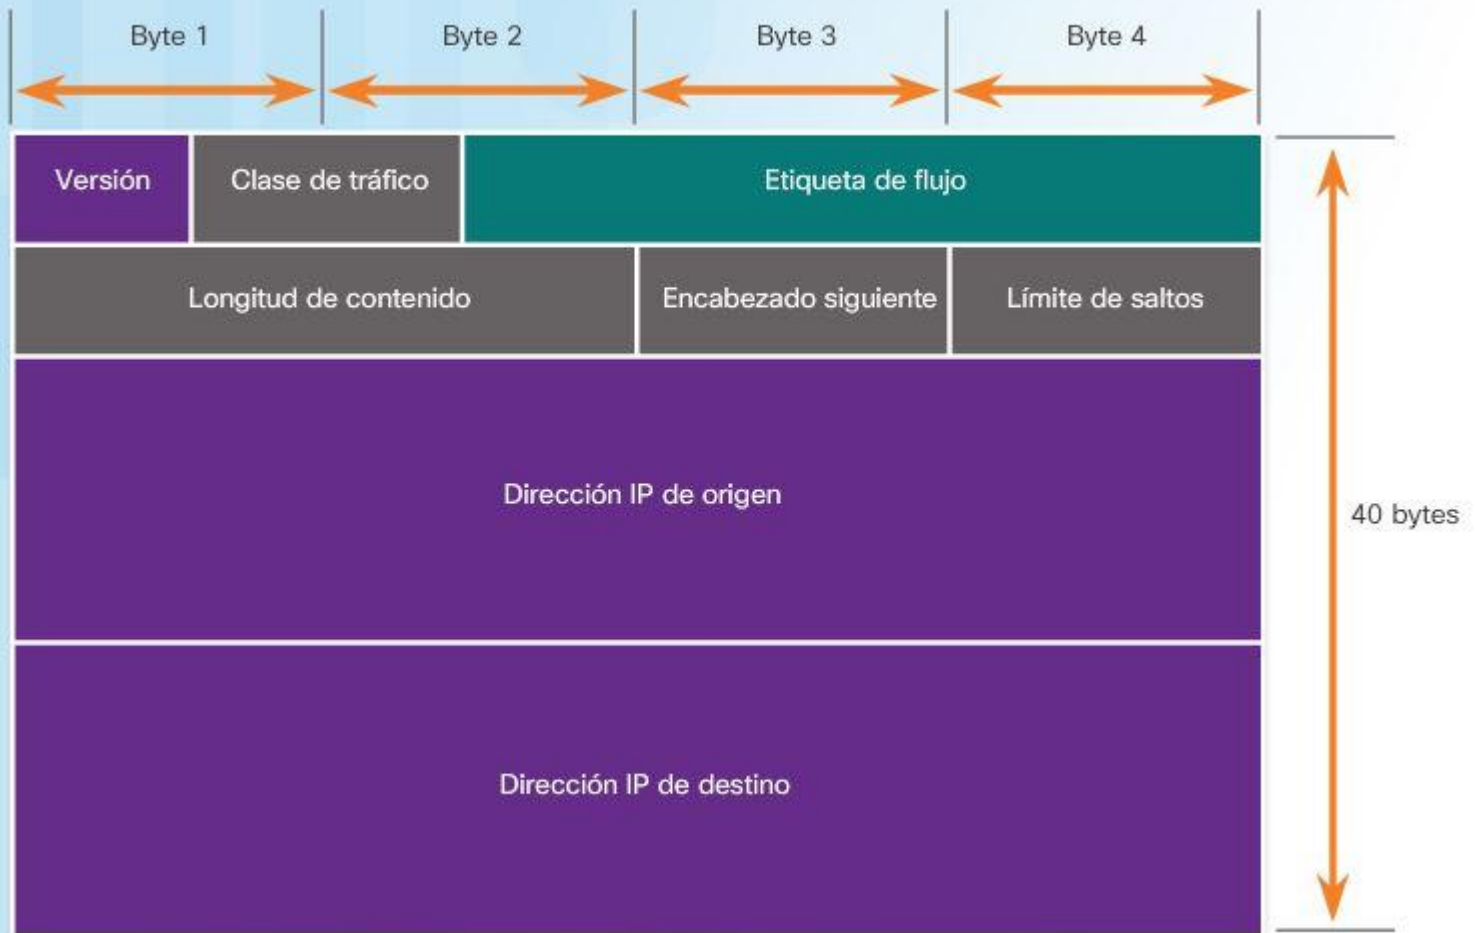 Byte 1
Byte 2
Byte 3
Byte 4
Versión
Clase de tráfico
Etiqueta de flujo
Longitud de contenido
Encabezado siguiente
Límite de saltos
Dirección IP de origen
40 bytes
Dirección IP de destino